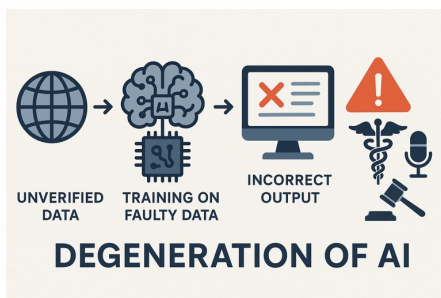 UNVERIFIED
DATA
TRAINING ON
FAULTY DATA
INCORRECT
OUTPUT
DEGENERATION OF AI